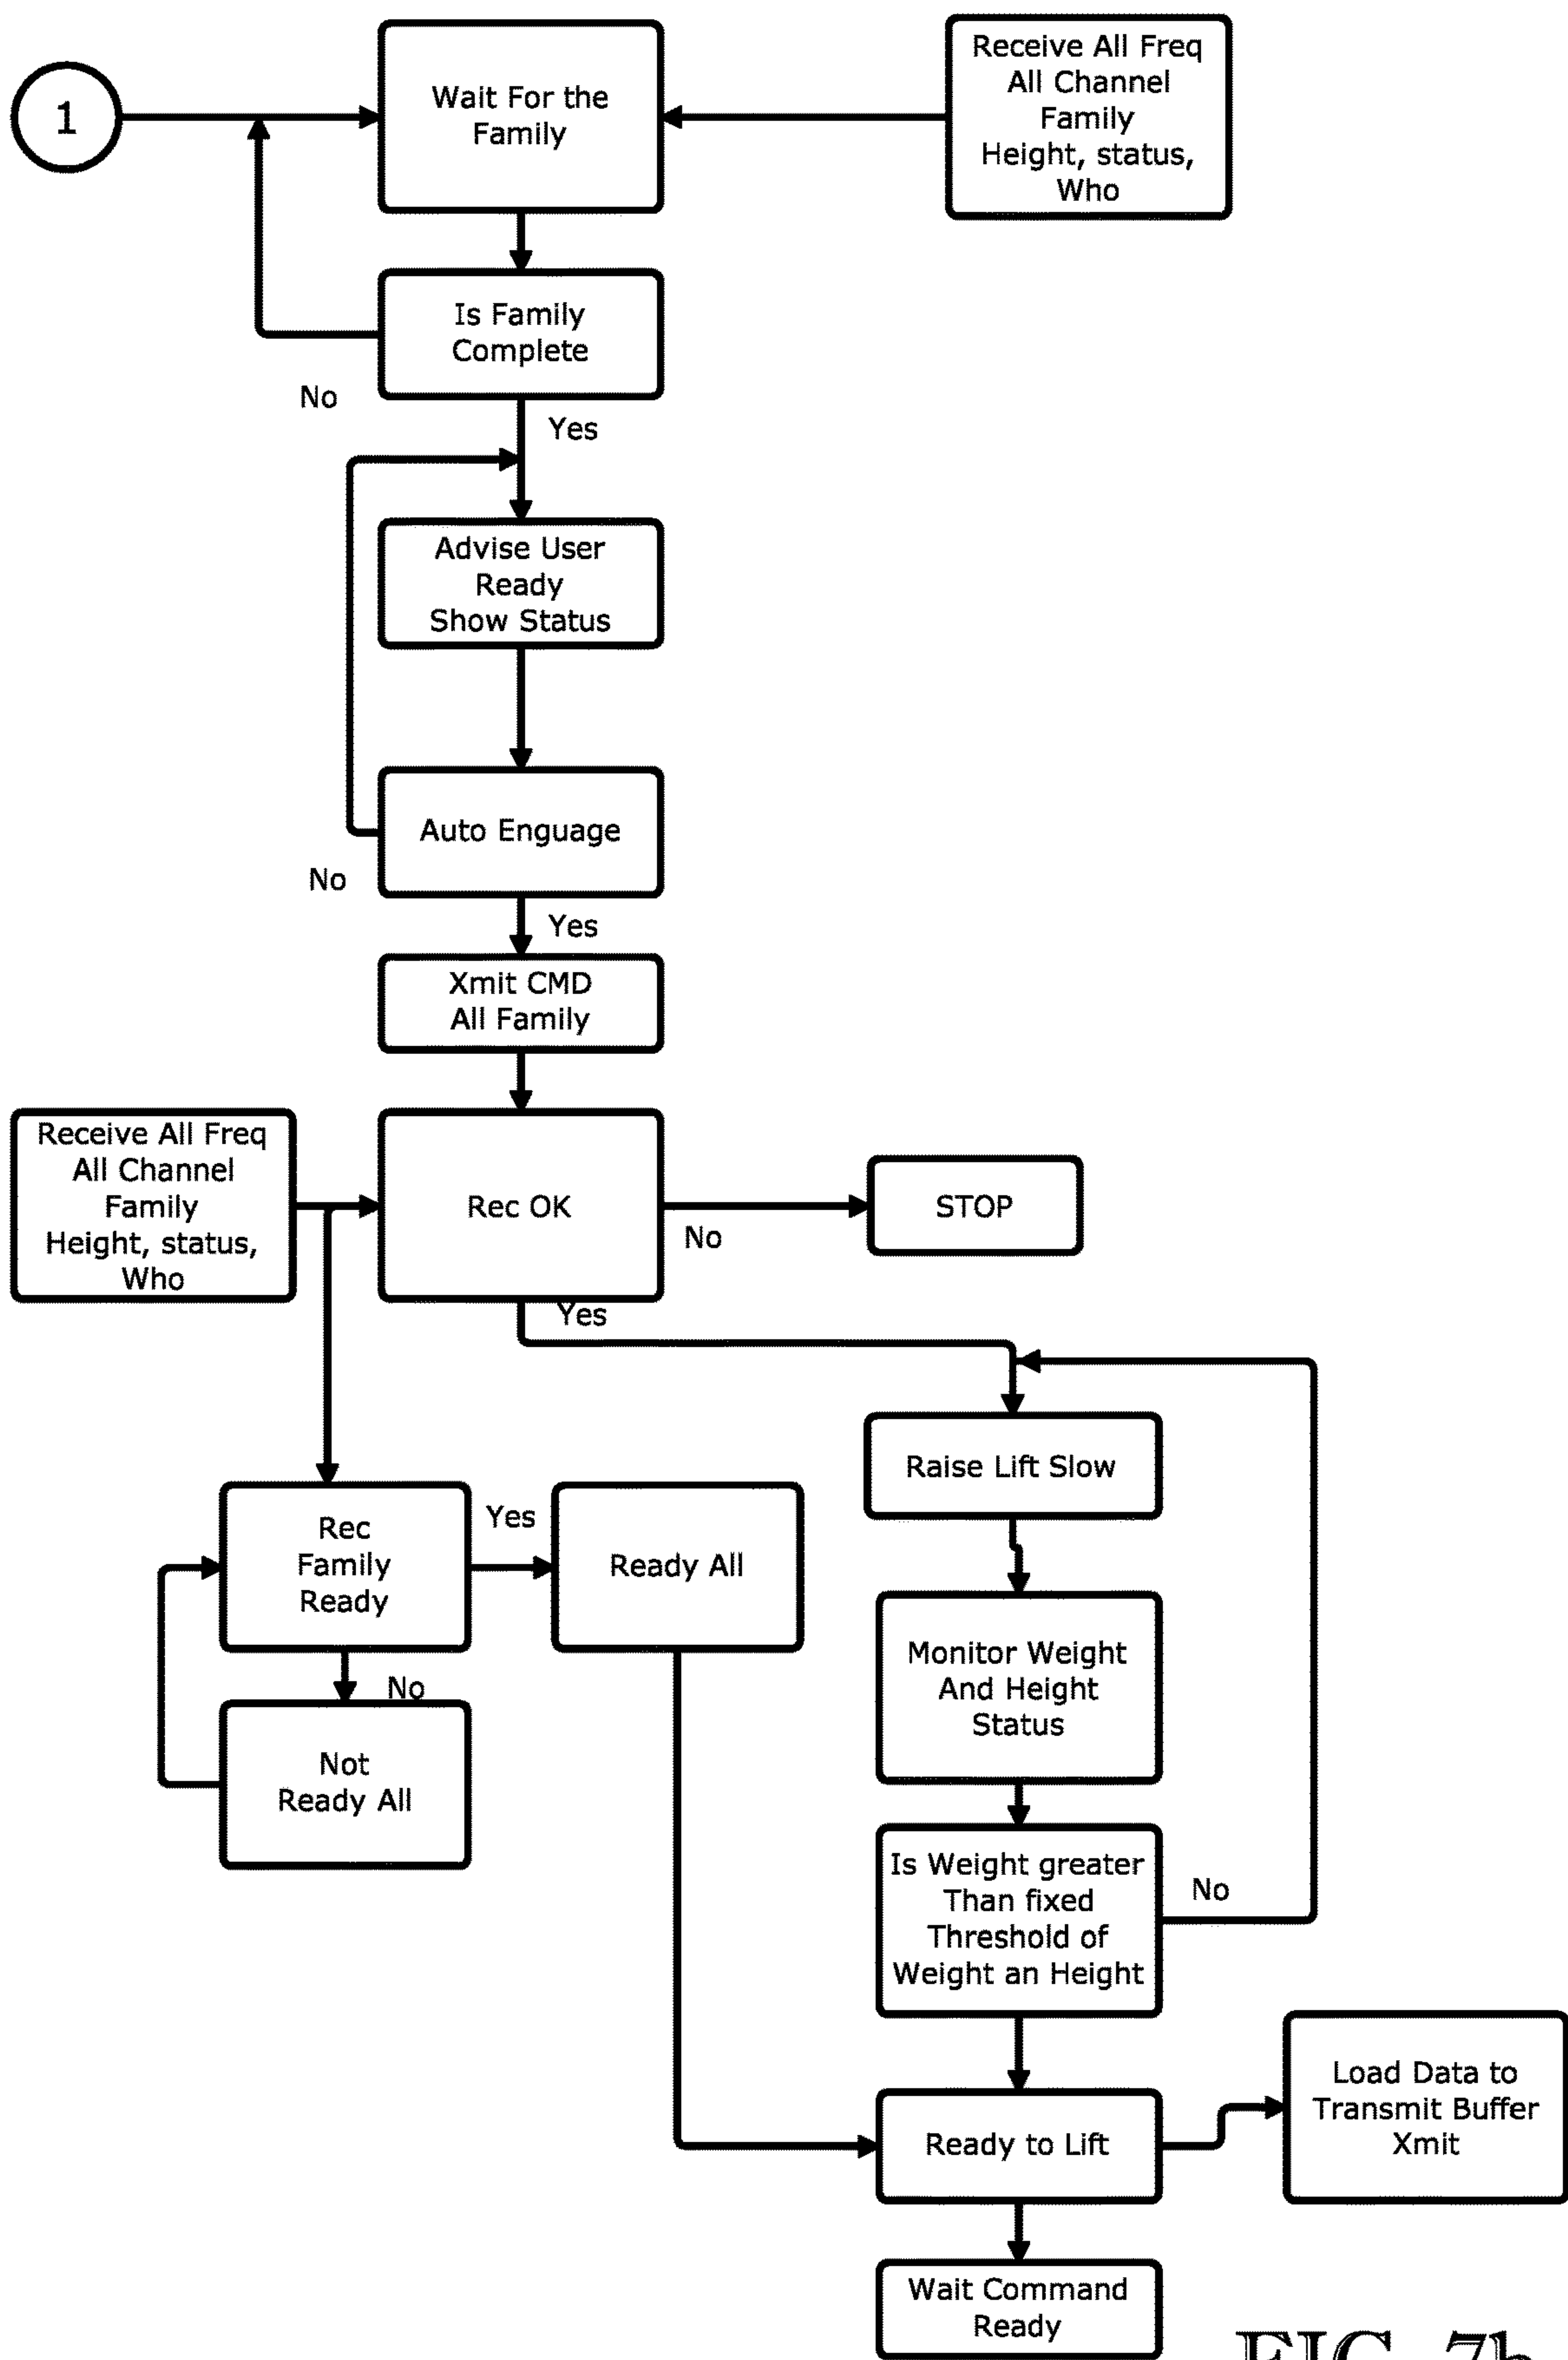 1
Wait For the
Family
Receive All Freq
All Channel
Family
Height, status,
Who
Is Family
Complete
No
Yes
Advise User
Ready
Show Status
Auto Enguage
No
Yes
Xmit CMD
All Family
Receive All Freq
All Channel
Family
Height, status,
Who
Rec OK
No
STOP
Yes
Raise Lift Slow
Rec
Family
Ready
Yes
Ready All
No
Not
Ready All
Monitor Weight
And Height
Status
Is Weight greater
Than fixed
Threshold of
Weight an Height
No
Ready to Lift
Load Data to
Transmit Buffer
Xmit
Wait Command
Ready
FIG. 7b